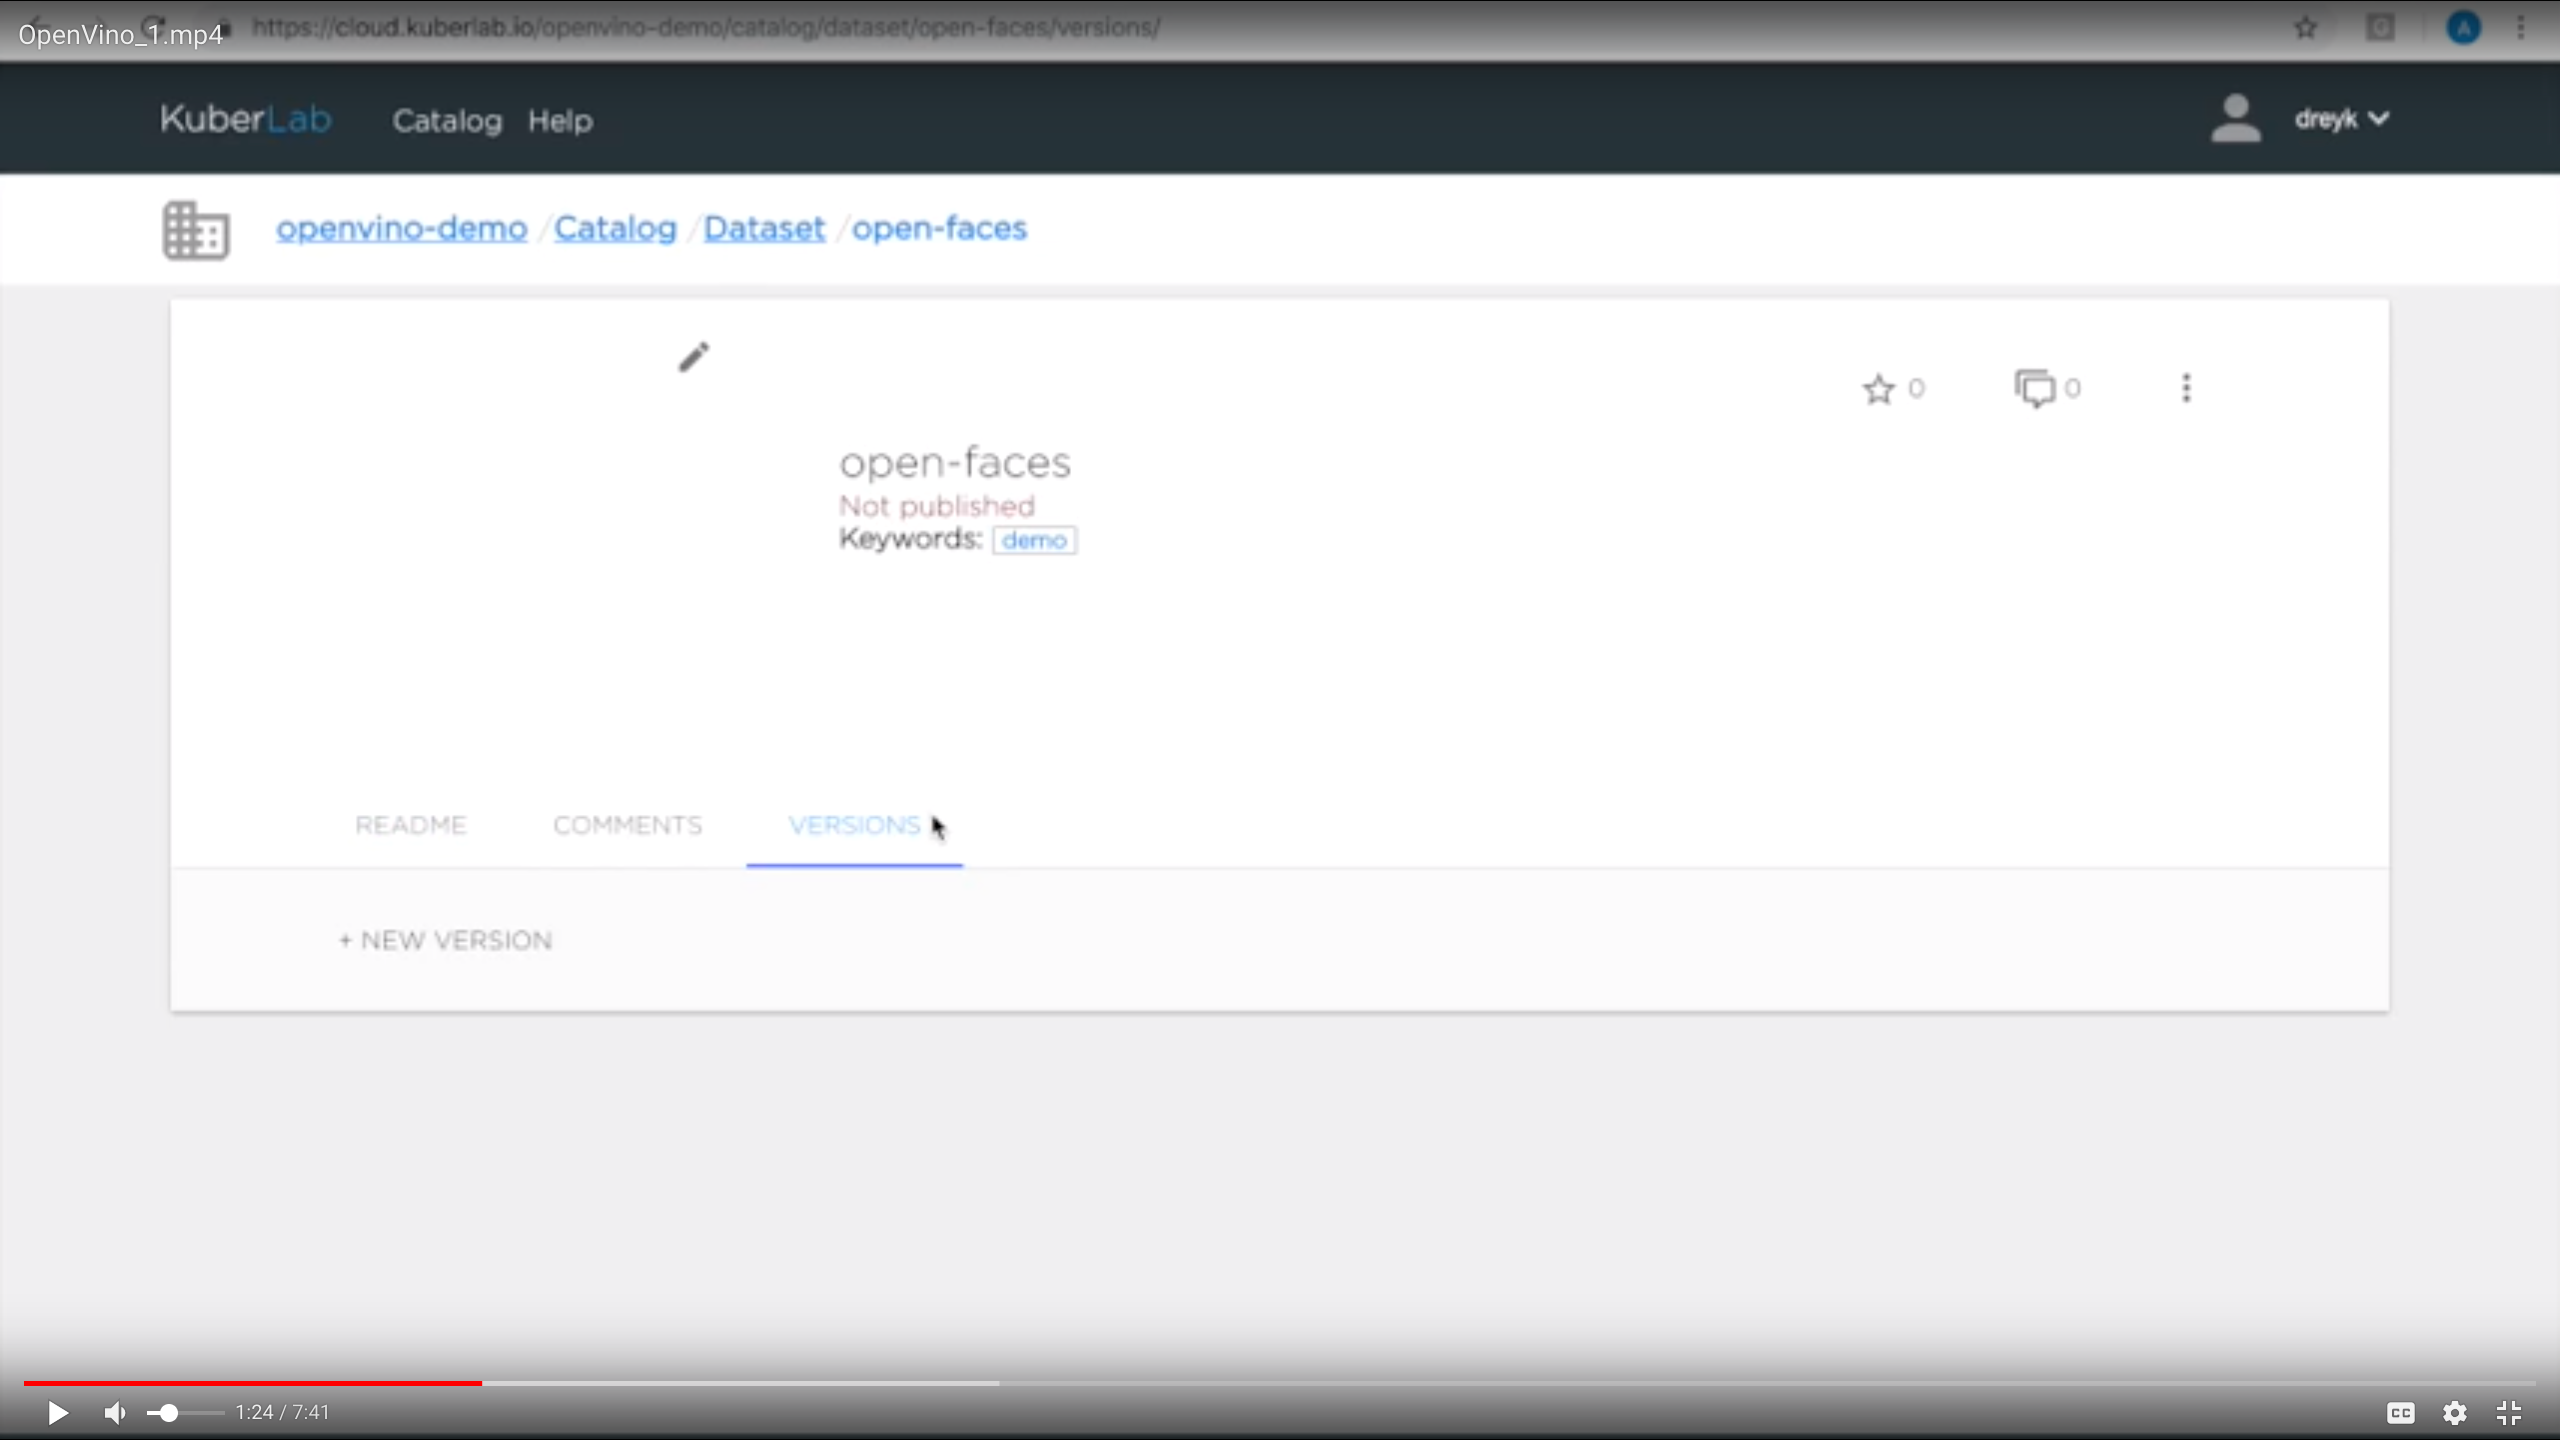 https://cloud.kuberlab.io/openvino-demo/catalog/dataset/open-faces/versions/
OpenVino_1.mp4
A
KuberLab Catalog Help dreyk
openvino-demo / Catalog / Dataset / open-faces
0 0
open-faces
Not published
Keywords: demo
README COMMENTS VERSIONS
+ NEW VERSION
1:24 / 7:41 CC